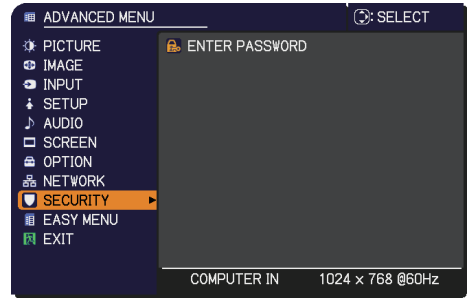 ADVANCED MENU
: SELECT
PICTURE
IMAGE
INPUT
SETUP
AUDIO
SCREEN
OPTION
NETWORK
SECURITY
EASY MENU
EXIT
ENTER PASSWORD
COMPUTER IN
1024 x 768 @60Hz